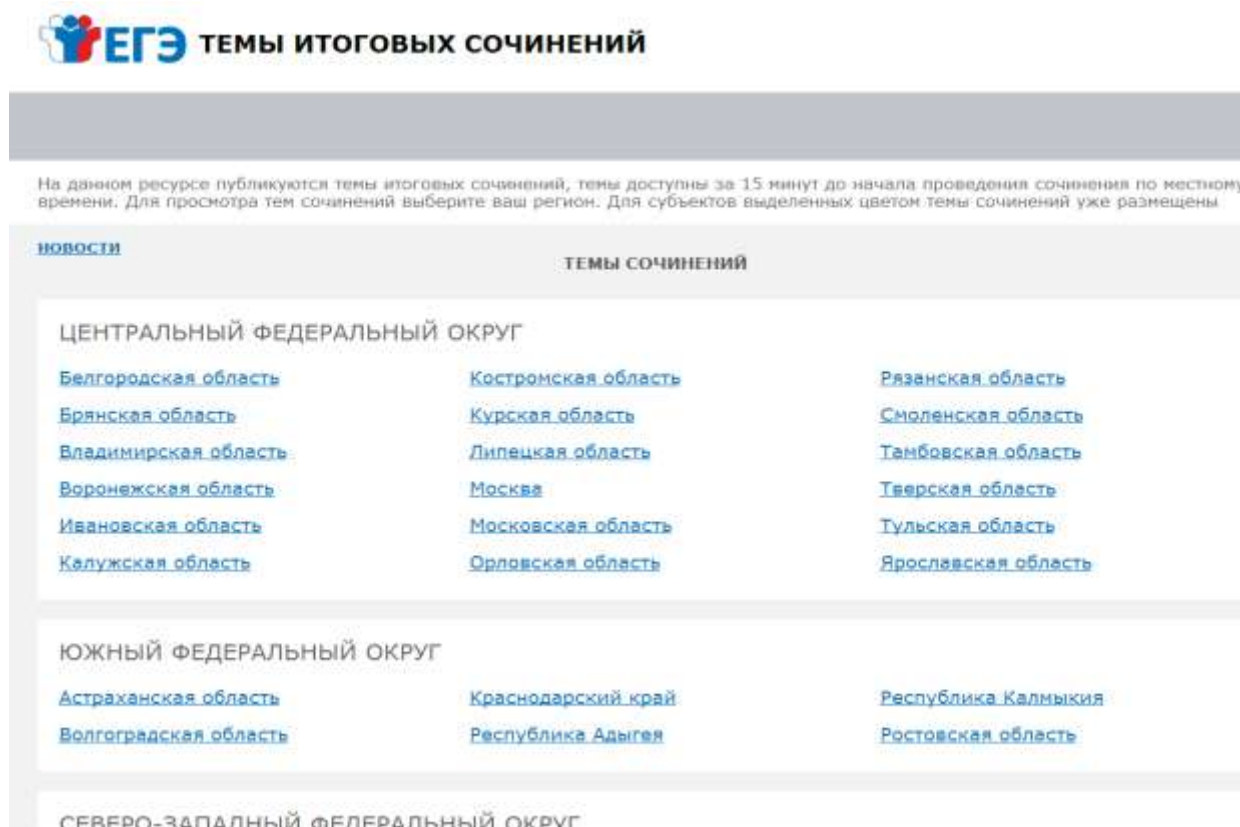 ЕГЭ ТЕМЫ ИТОГОВЫХ СОЧИНЕНИЙ
На данном ресурсе публикуются темы итоговых сочинений, темы доступны за 15 минут до начала проведения сочинения по местному
времени. Для просмотра тем сочинений выберите ваш регион. Для субъектов выделенных цветом темы сочинений уже размещены
НОВОСТИ
ТЕМЫ СОЧИНЕНИЙ
ЦЕНТРАЛЬНЫЙ ФЕДЕРАЛЬНЫЙ ОКРУГ
Белгородская область Костромская область Рязанская область
Брянская область Курская область Смоленская область
Владимирская область Липецкая область Тамбовская область
Воронежская область Москва Тверская область
Ивановская область Московская область Тульская область
Калужская область Орловская область Ярославская область
ЮЖНЫЙ ФЕДЕРАЛЬНЫЙ ОКРУГ
Астраханская область Краснодарский край Республика Калмыкия
Волгоградская область Республика Адыгея Ростовская область
СЕВЕРО-ЗАПАДНЫЙ ФЕДЕРАЛЬНЫЙ ОКРУГ